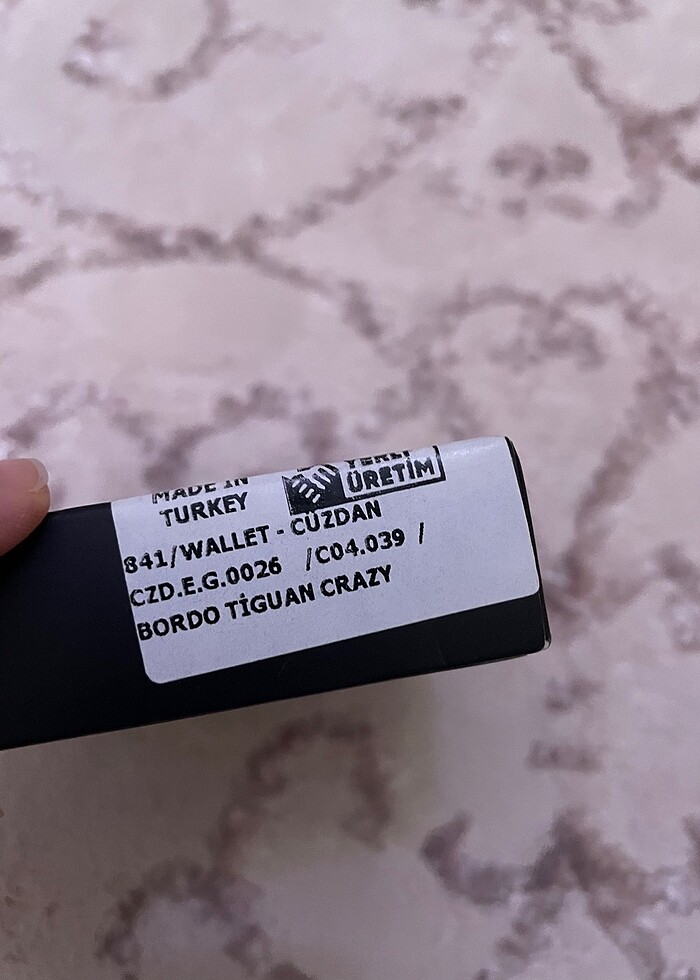 MADE IN
TURKEY
YERLİ
ÜRETİM
841/WALLET - CÜZDAN
CZD.E.G.0026 /C04.039 /
BORDO TİGUAN CRAZY